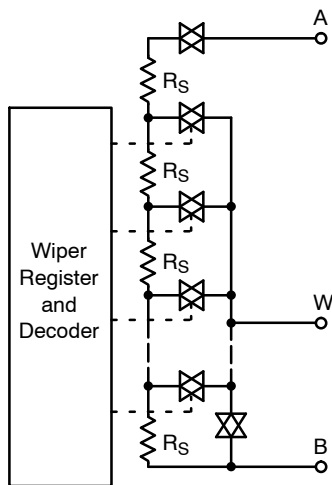 A
R_S
R_S
Wiper
Register
and
Decoder
R_S
W
R_S
B